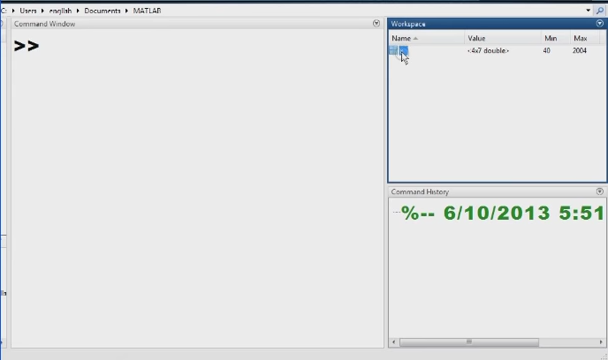 Users english Documents MATLAB
Command Window
>>
Workspace
Name Value Min Max
<4x7 double> 40 2004
Command History
%-- 6/10/2013 5:51